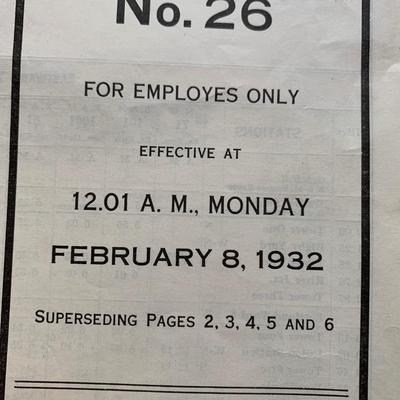 No. 26
FOR EMPLOYES ONLY
EFFECTIVE AT
12.01 A. M., MONDAY
FEBRUARY 8, 1932
SUPERSEDING PAGES 2, 3, 4, 5 AND 6